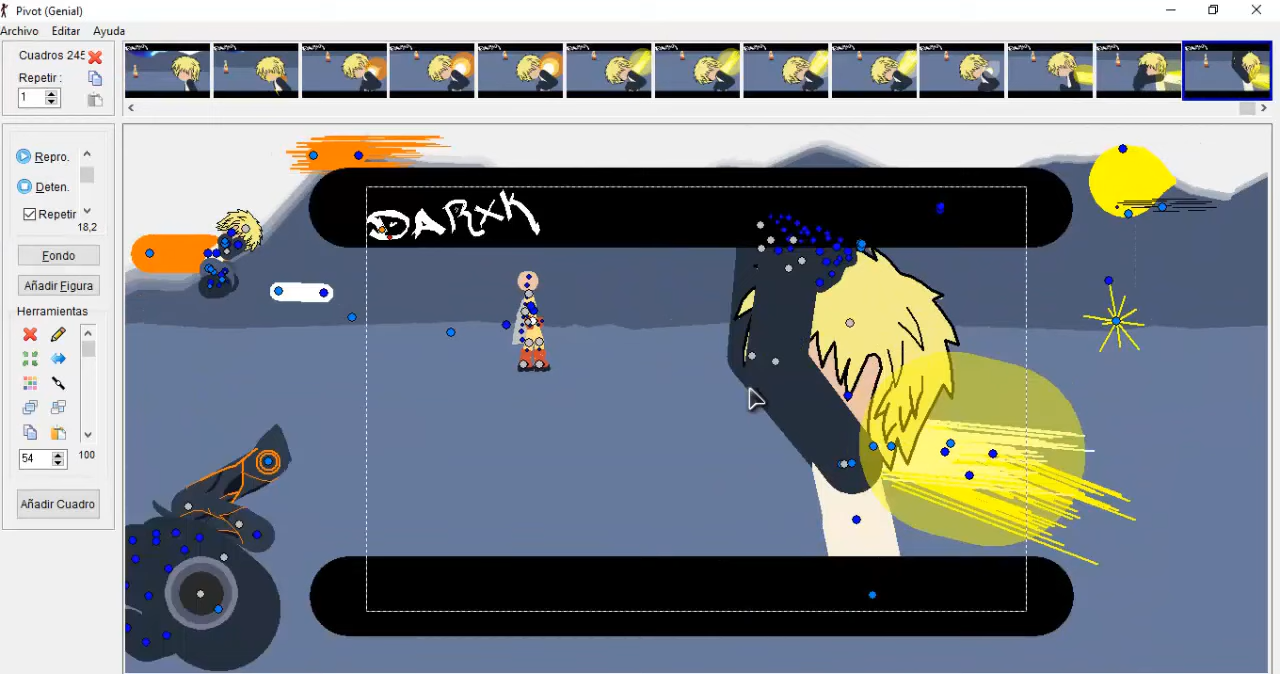 Pivot (Genial)
Archivo Editar Ayuda
Cuadros 245
Repetir :
1
Repro.
Deten.
Repetir
18,2
Fondo
Añadir Figura
Herramientas
54
100
Añadir Cuadro
DARXK